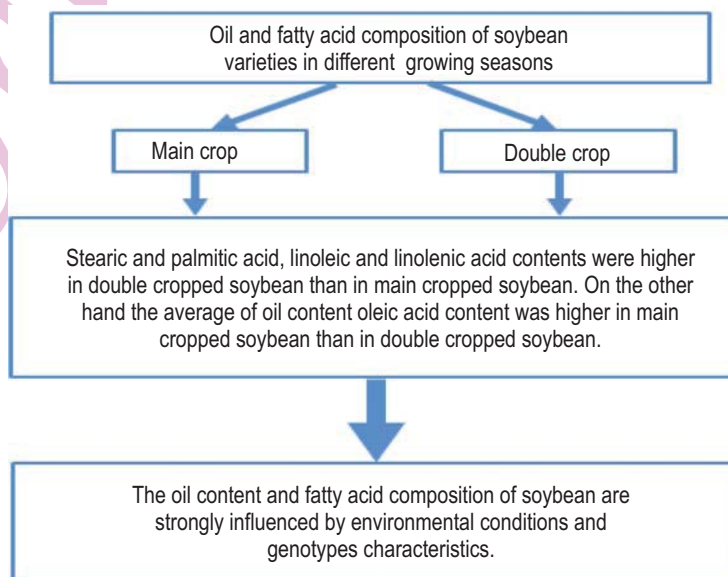 Oil and fatty acid composition of soybean
varieties in different growing seasons
Main crop
Double crop
Stearic and palmitic acid, linoleic and linolenic acid contents were higher
in double cropped soybean than in main cropped soybean. On the other
hand the average of oil content oleic acid content was higher in main
cropped soybean than in double cropped soybean.
The oil content and fatty acid composition of soybean are
strongly influenced by environmental conditions and
genotypes characteristics.